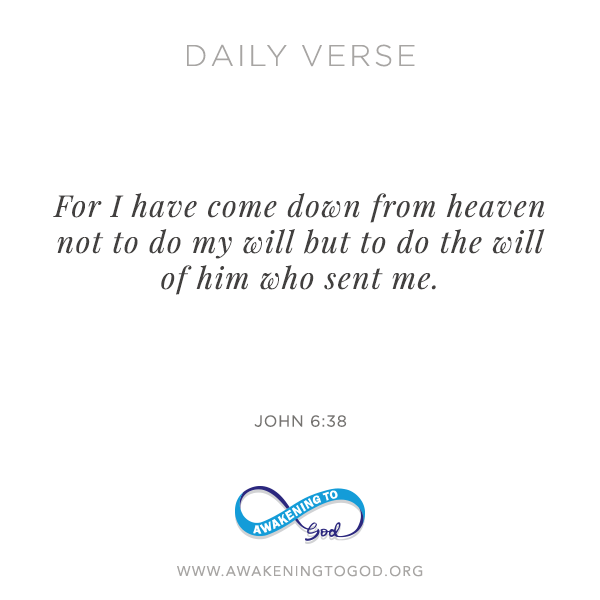 DAILY VERSE
For I have come down from heaven
not to do my will but to do the will
of him who sent me.
JOHN 6:38
AWAKENING TO
God
WWW.AWAKENINGTOGOD.ORG